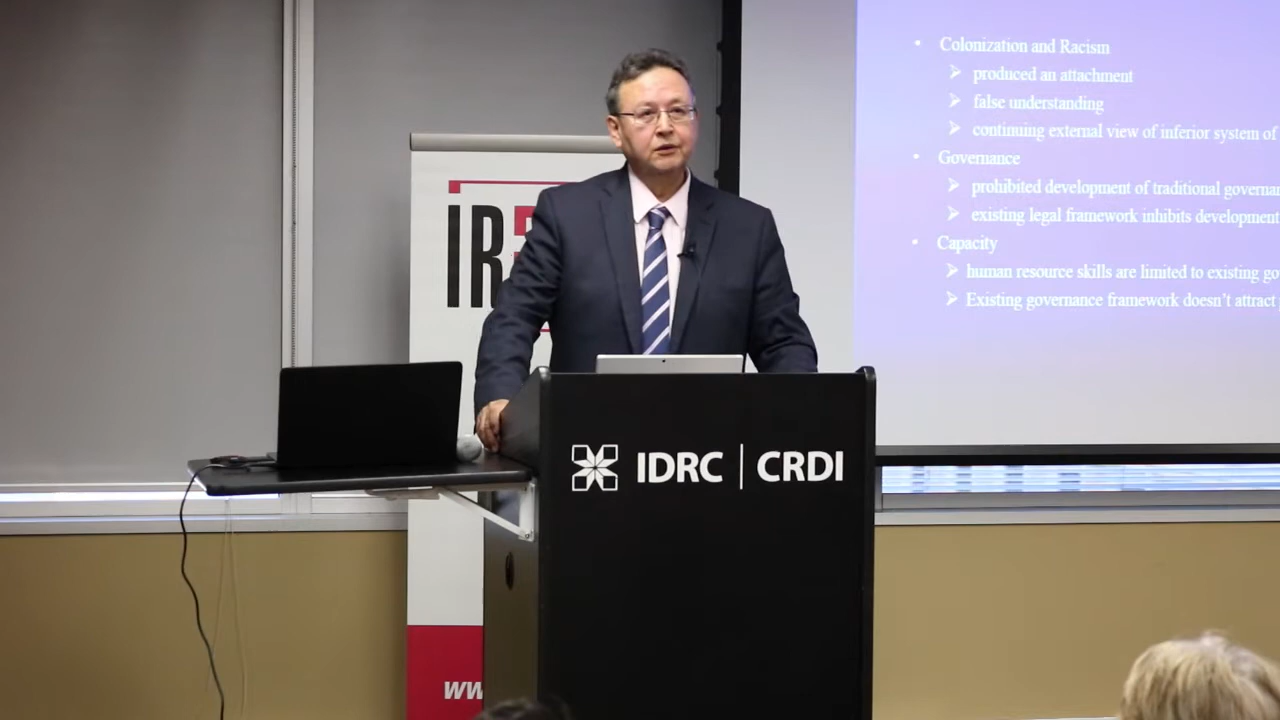 • Colonization and Racism
➢ produced an attachment
➢ false understanding
➢ continuing external view of inferior system of
• Governance
➢ prohibited development of traditional
➢ existing legal framework inhibits development
• Capacity
➢ human resource skills are limited to existing
➢ Existing governance framework doesn't attract
IR
IDRC | CRDI